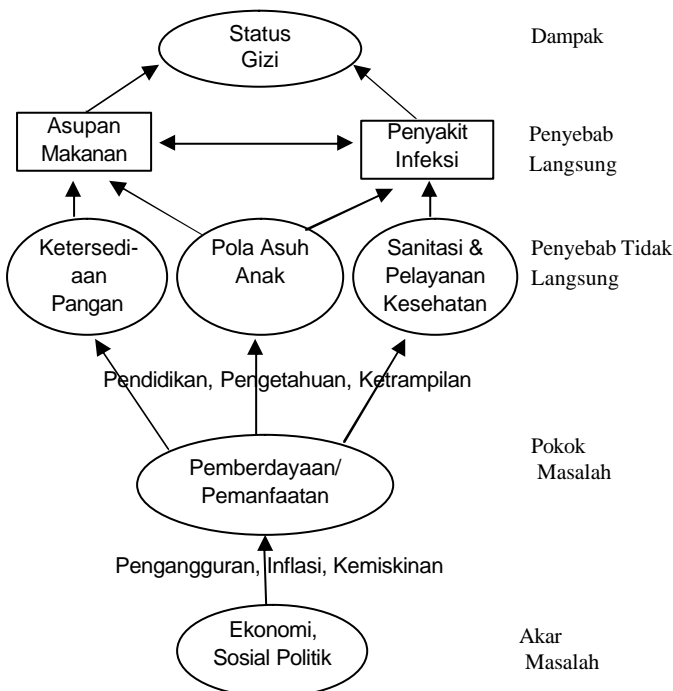 Status
Gizi
Dampak
Asupan
Makanan
Penyakit
Infeksi
Penyebab
Langsung
Ketersedi-
aan
Pangan
Pola Asuh
Anak
Sanitasi &
Pelayanan
Kesehatan
Penyebab Tidak
Langsung
Pendidikan, Pengetahuan, Ketrampilan
Pemberdayaan/
Pemanfaatan
Pokok
Masalah
Pengangguran, Inflasi, Kemiskinan
Ekonomi,
Sosial Politik
Akar
Masalah